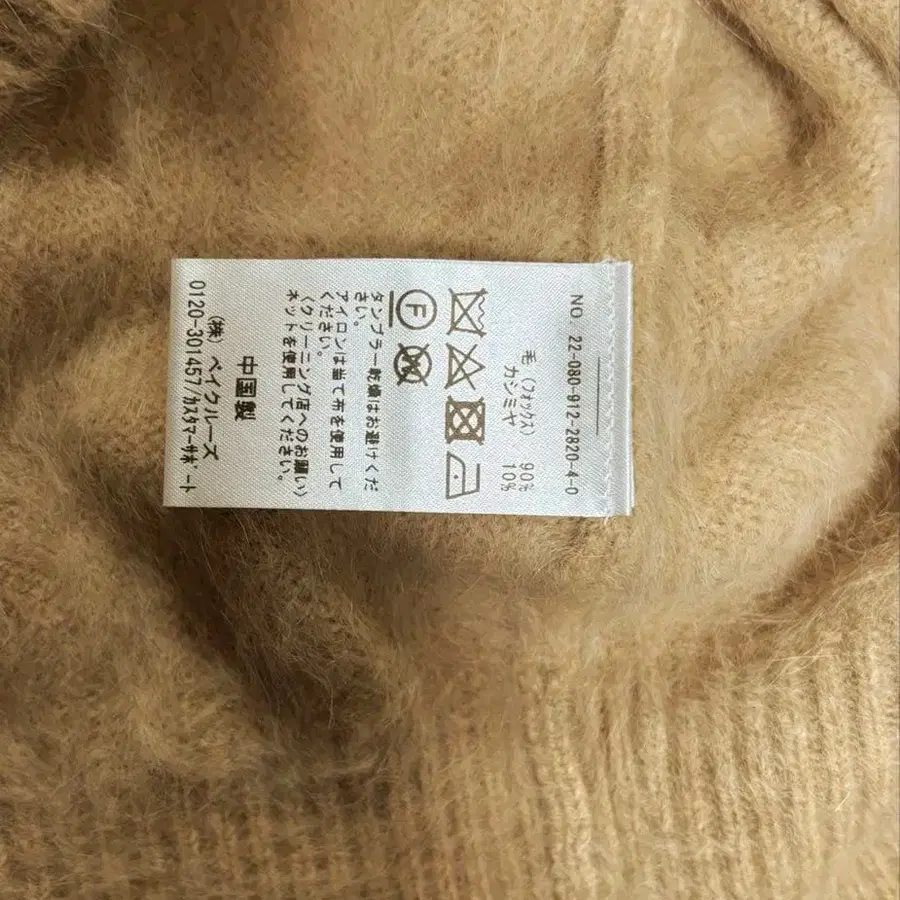 NO. 22-080-912-2820-4-0
毛 (フォックス) 90%
カシミヤ 10%
F
タンブラー乾燥はお避けくだ
さい。
アイロンは当て布を使用して
ください。
〈クリーニング店へのお願い〉
ネットを使用してください。
中国製
(株) ベイクルーズ
0120-301457/カスタマーサポート